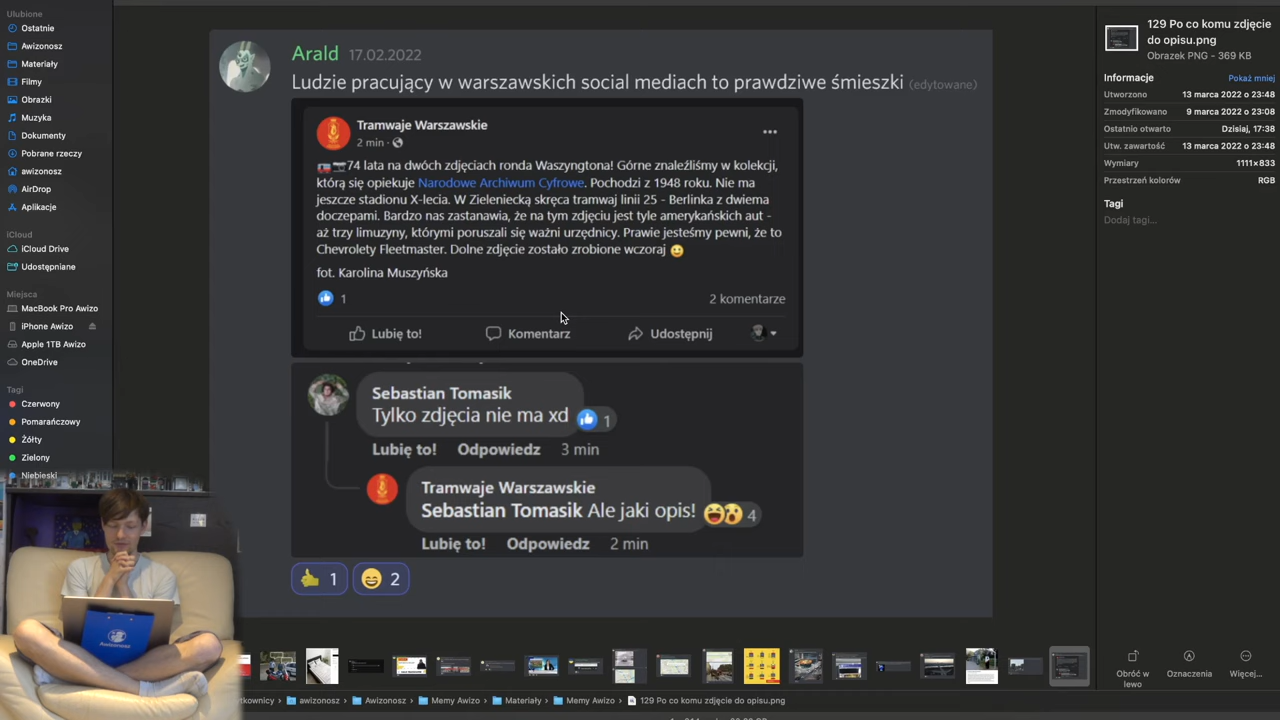 Ulubione
Ostatnie
Awizonosz
Materiały
Filmy
Obrazki
Muzyka
Dokumenty
Pobrane rzeczy
awizonosz
AirDrop
Aplikacje
iCloud
iCloud Drive
Udostępniane
Miejsca
MacBook Pro Awizo
iPhone Awizo
Apple 1TB Awizo
OneDrive
Tagi
Czerwony
Pomarańczowy
Żółty
Zielony
Niebieski
Awizonosz
Arald 17.02.2022
Ludzie pracujący w warszawskich social mediach to prawdziwe śmieszki (edytowane)
Tramwaje Warszawskie
2 min
74 lata na dwóch zdjęciach ronda Waszyngtona! Górne znaleźliśmy w kolekcji,
którą się opiekuje Narodowe Archiwum Cyfrowe. Pochodzi z 1948 roku. Nie ma
jeszcze stadionu X-lecia. W Zieleniecką skręca tramwaj linii 25 - Berlinka z dwiema
doczepami. Bardzo nas zastanawia, że na tym zdjęciu jest tyle amerykańskich aut -
aż trzy limuzyny, którymi poruszali się ważni urzędnicy. Prawie jesteśmy pewni, że to
Chevrolety Fleetmaster. Dolne zdjęcie zostało zrobione wczoraj
fot. Karolina Muszyńska
1
2 komentarze
Lubię to! Komentarz Udostępnij
Sebastian Tomasik
Tylko zdjęcia nie ma xd
1
Lubię to! Odpowiedz 3 min
Tramwaje Warszawskie
Sebastian Tomasik Ale jaki opis!
4
Lubię to! Odpowiedz 2 min
1 2
129 Po co komu zdjęcie
do opisu.png
Obrazek PNG - 369 KB
Informacje Pokaż mniej
Utworzono 13 marca 2022 o 23:48
Zmodyfikowano 9 marca 2022 o 23:08
Ostatnio otwarto Dzisiaj, 17:38
Utw. zawartość 13 marca 2022 o 23:48
Wymiary 1111×833
Przestrzeń kolorów RGB
Tagi
Dodaj tagi...
Obróć w
lewo
Oznaczenia
Więcej...
awizonosz Awizonosz Memy Awizo Materiały Memy Awizo 129 Po co komu zdjęcie do opisu.png